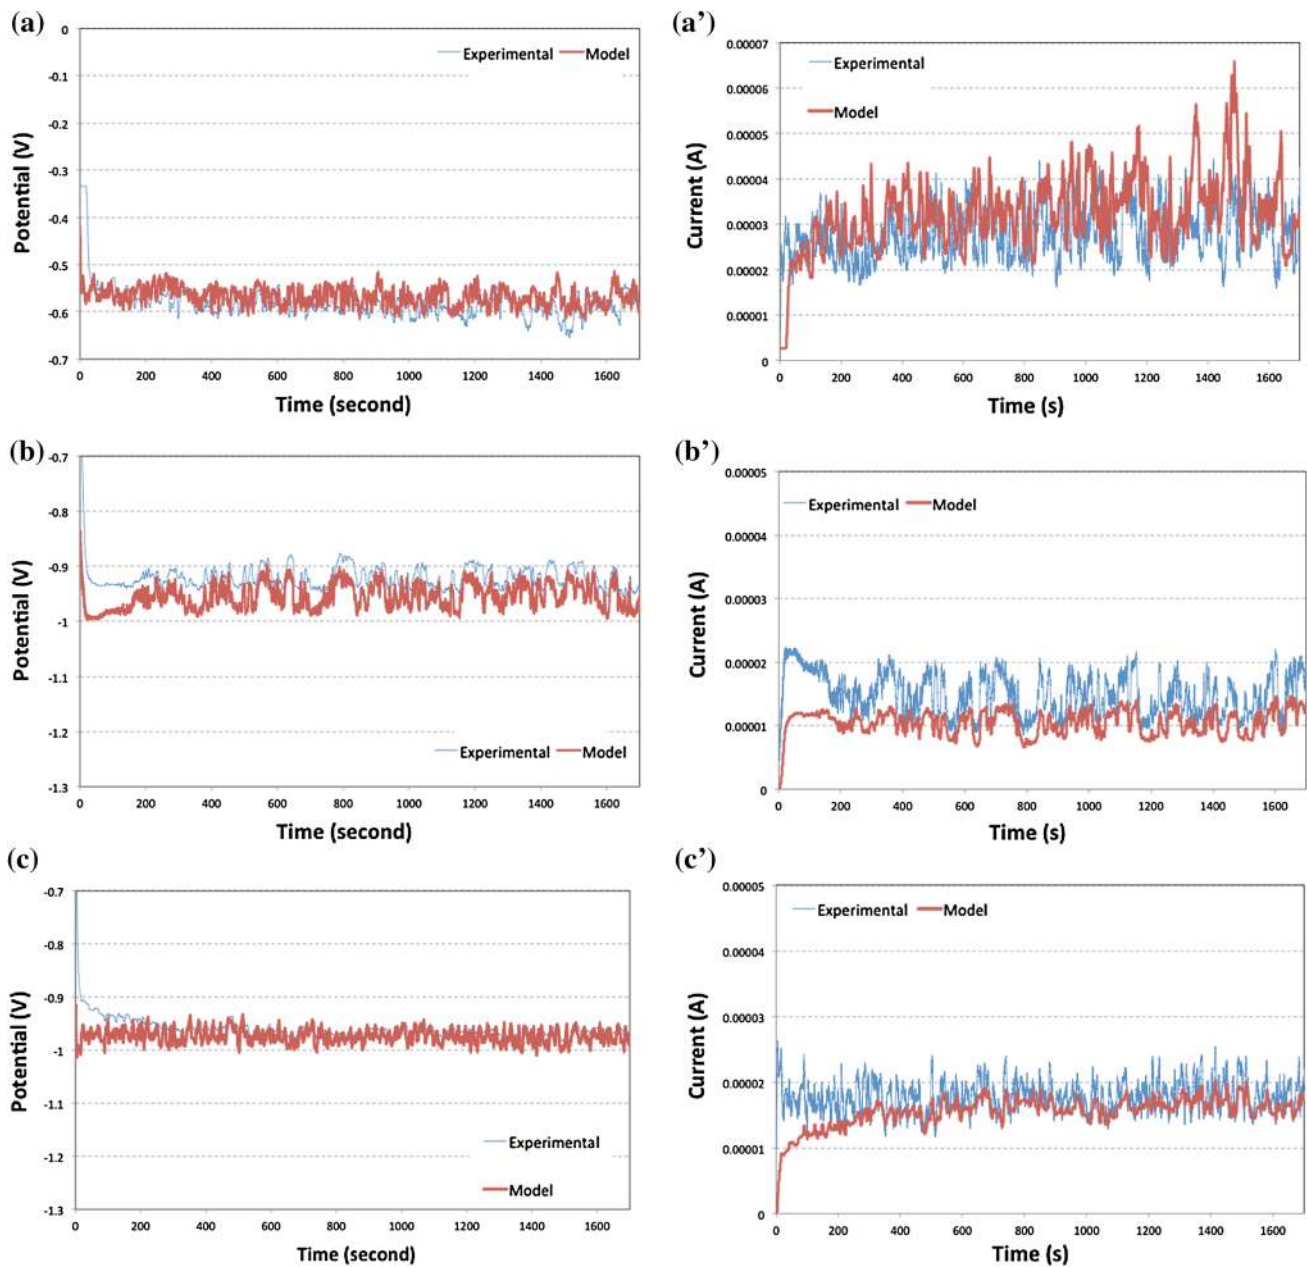 (a)
0
-0.1
-0.2
-0.3
-0.4
-0.5
-0.6
-0.7
Potential (V)
Experimental Model
0 200 400 600 800 1000 1200 1400 1600
Time (second)
(a’)
0.00007
0.00006
0.00005
0.00004
0.00003
0.00002
0.00001
0
Current (A)
Experimental
Model
0 200 400 600 800 1000 1200 1400 1600
Time (s)
(b)
-0.7
-0.8
-0.9
-1
-1.1
-1.2
-1.3
Potential (V)
Experimental Model
0 200 400 600 800 1000 1200 1400 1600
Time (second)
(b’)
0.00005
0.00004
0.00003
0.00002
0.00001
0
Current (A)
Experimental Model
0 200 400 600 800 1000 1200 1400 1600
Time (s)
(c)
-0.7
-0.8
-0.9
-1
-1.1
-1.2
-1.3
Potential (V)
Experimental
Model
0 200 400 600 800 1000 1200 1400 1600
Time (second)
(c’)
0.00005
0.00004
0.00003
0.00002
0.00001
0
Current (A)
Experimental Model
0 200 400 600 800 1000 1200 1400 1600
Time (s)